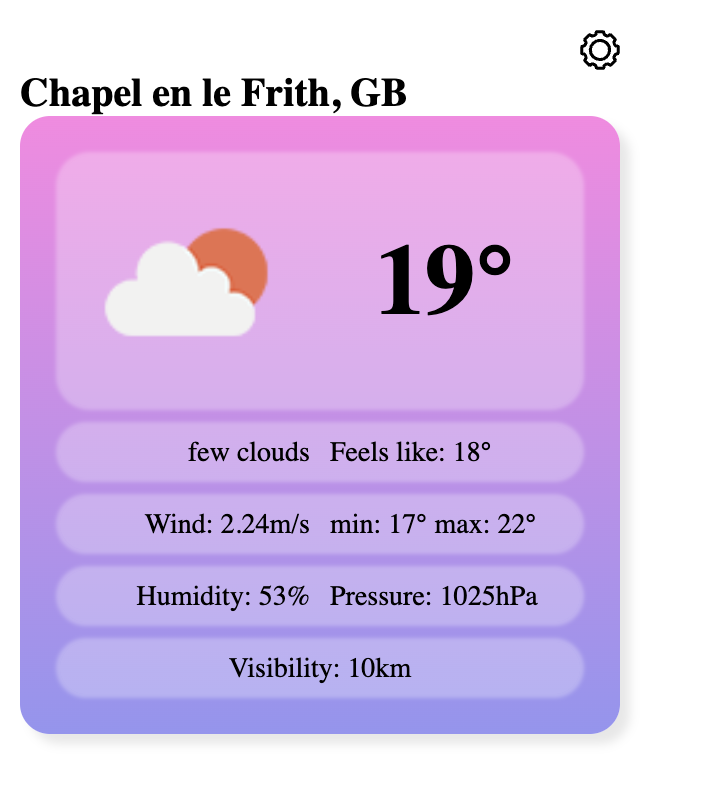 Chapel en le Frith, GB
19°
few clouds Feels like: 18°
Wind: 2.24m/s min: 17° max: 22°
Humidity: 53% Pressure: 1025hPa
Visibility: 10km